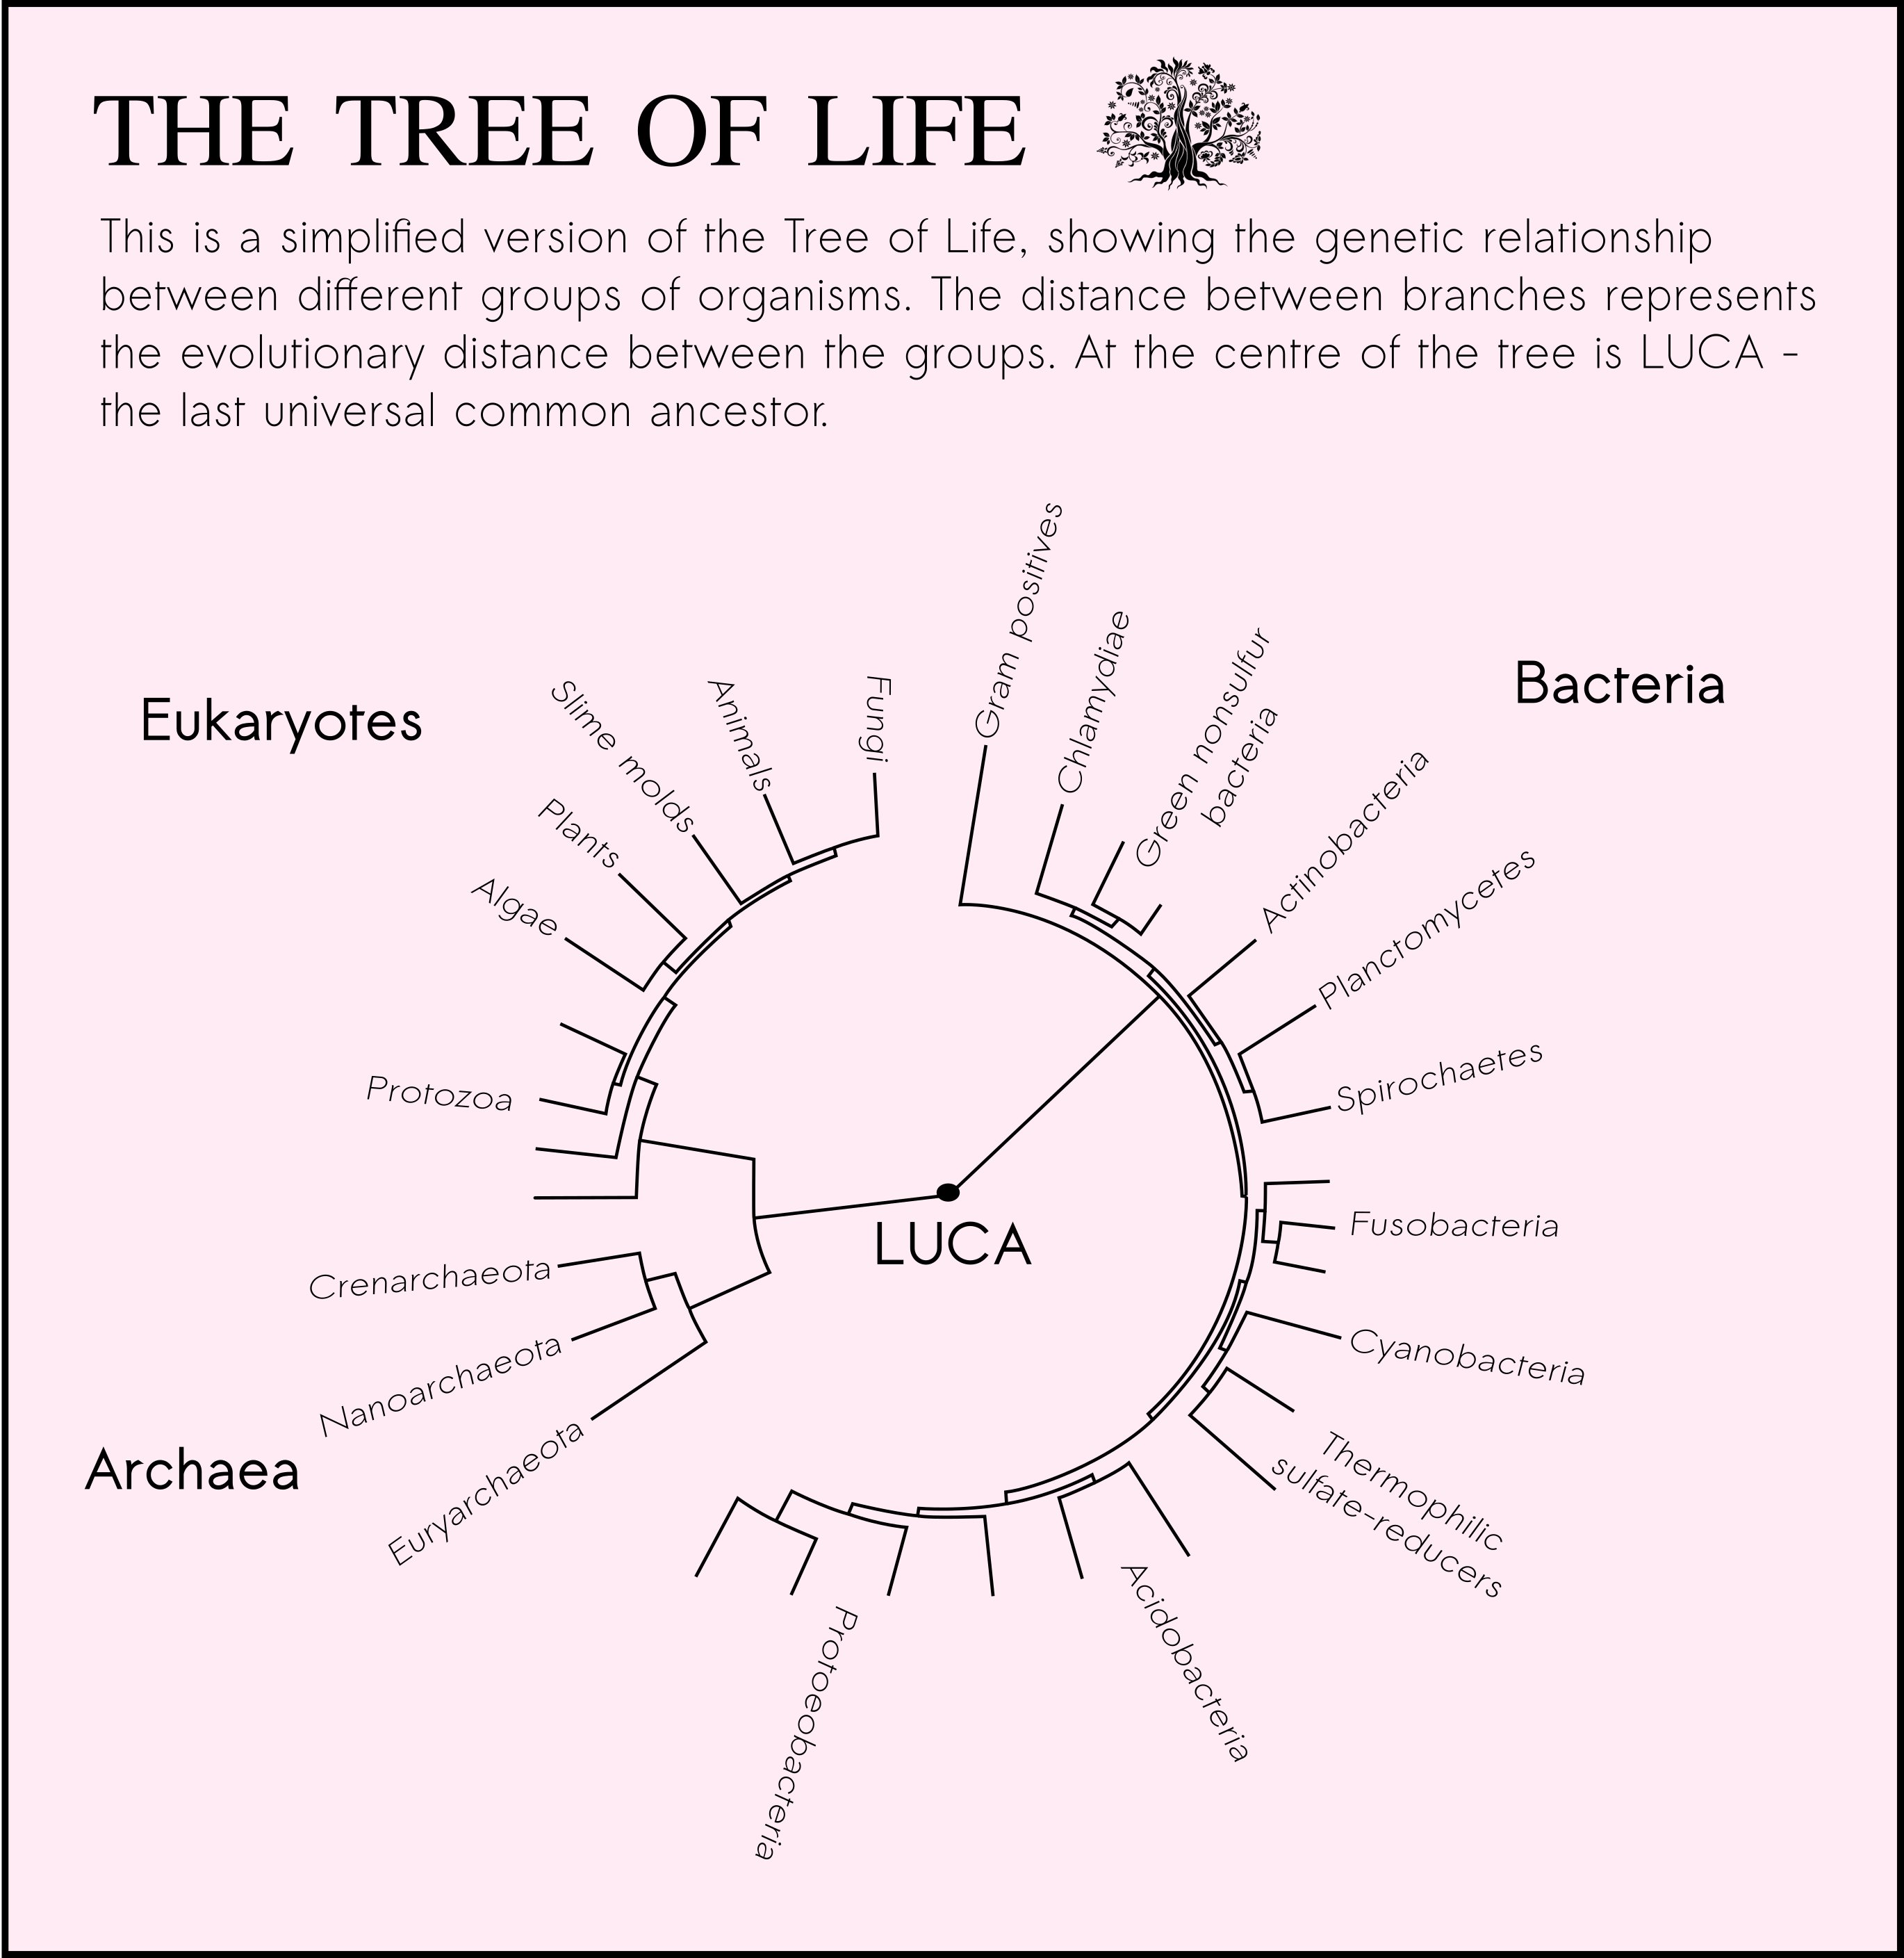 THE TREE OF LIFE
This is a simplified version of the Tree of Life, showing the genetic relationship
between different groups of organisms. The distance between branches represents
the evolutionary distance between the groups. At the centre of the tree is LUCA -
the last universal common ancestor.
Eukaryotes
Bacteria
Archaea
LUCA
Protozoa
Algae
Plants
Slime molds
Animals
Fungi
Gram positives
Chlamydiae
Green nonsulfur
bacteria
Actinobacteria
Planctomycetes
Spirochaetes
Fusobacteria
Cyanobacteria
Thermophilic
sulfate-reducers
Acidobacteria
Protoeobacteria
Euryarchaeota
Nanoarchaeota
Crenarchaeota